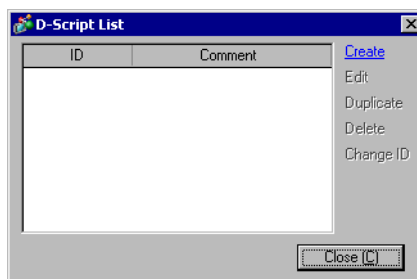 D-Script List
ID Comment
Create
Edit
Duplicate
Delete
Change ID
Close (C)